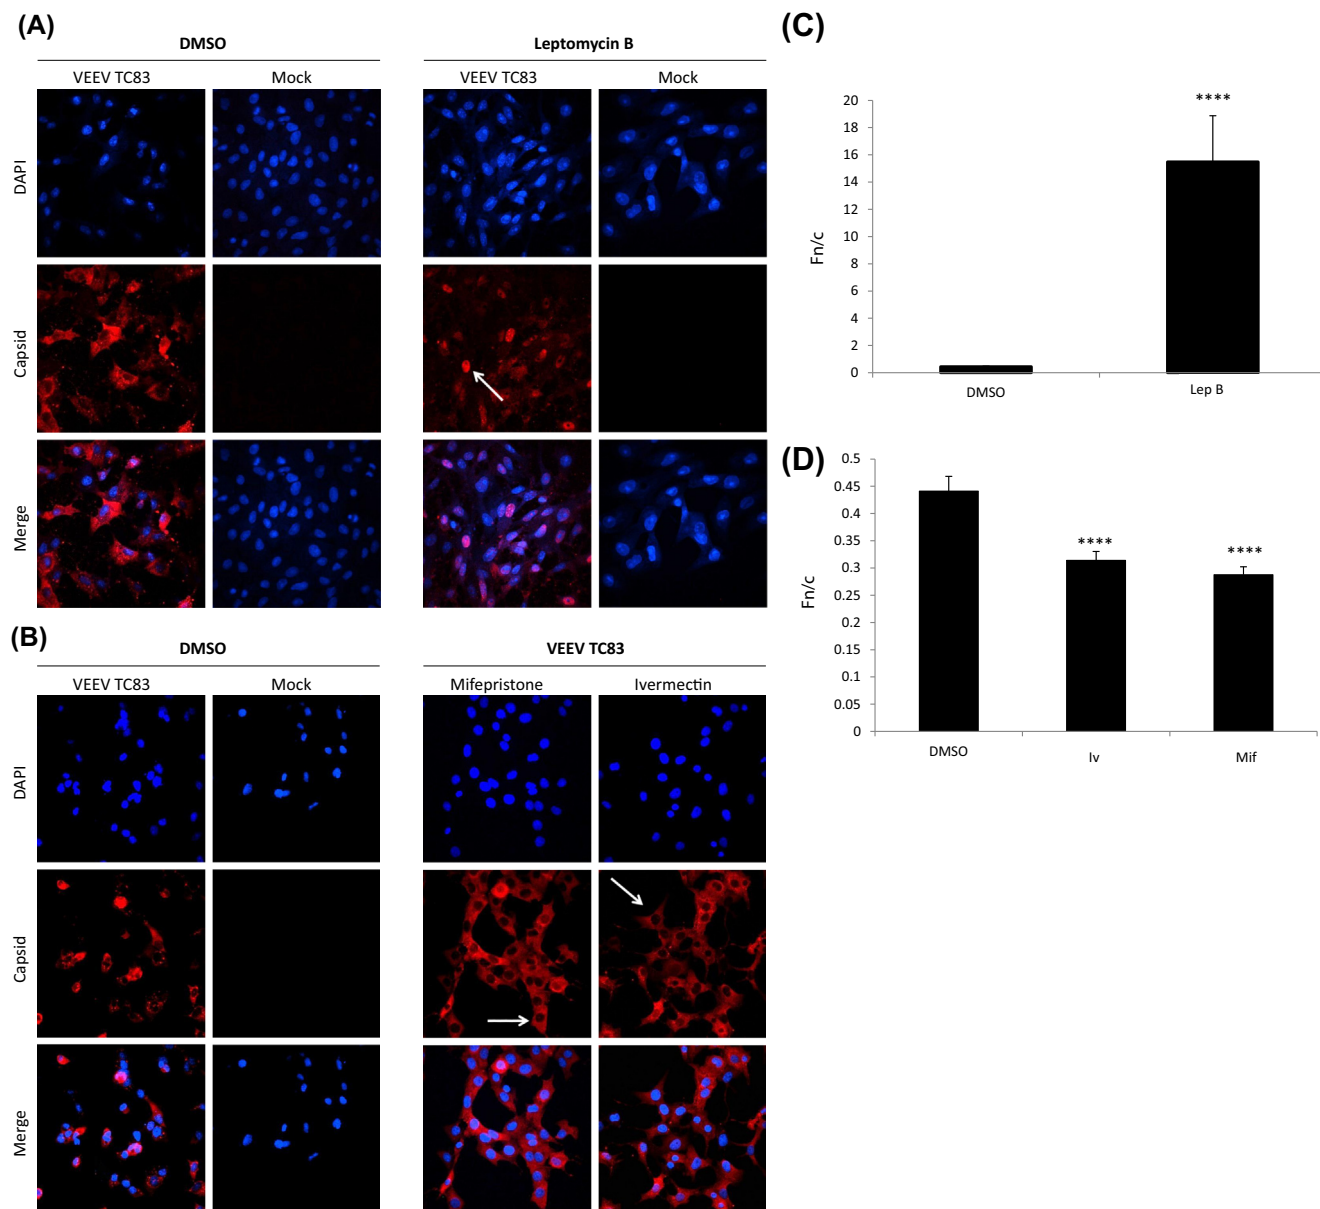 (A)
DMSO
Leptomycin B
VEEV TC83
Mock
VEEV TC83
Mock
DAPI
Capsid
Merge
(B)
DMSO
VEEV TC83
VEEV TC83
Mock
Mifepristone
Ivermectin
DAPI
Capsid
Merge
(C)
Fn/c
20
18
16
14
12
10
8
6
4
2
0
****
DMSO
Lep B
(D)
Fn/c
0.5
0.45
0.4
0.35
0.3
0.25
0.2
0.15
0.1
0.05
0
****
****
DMSO
Iv
Mif